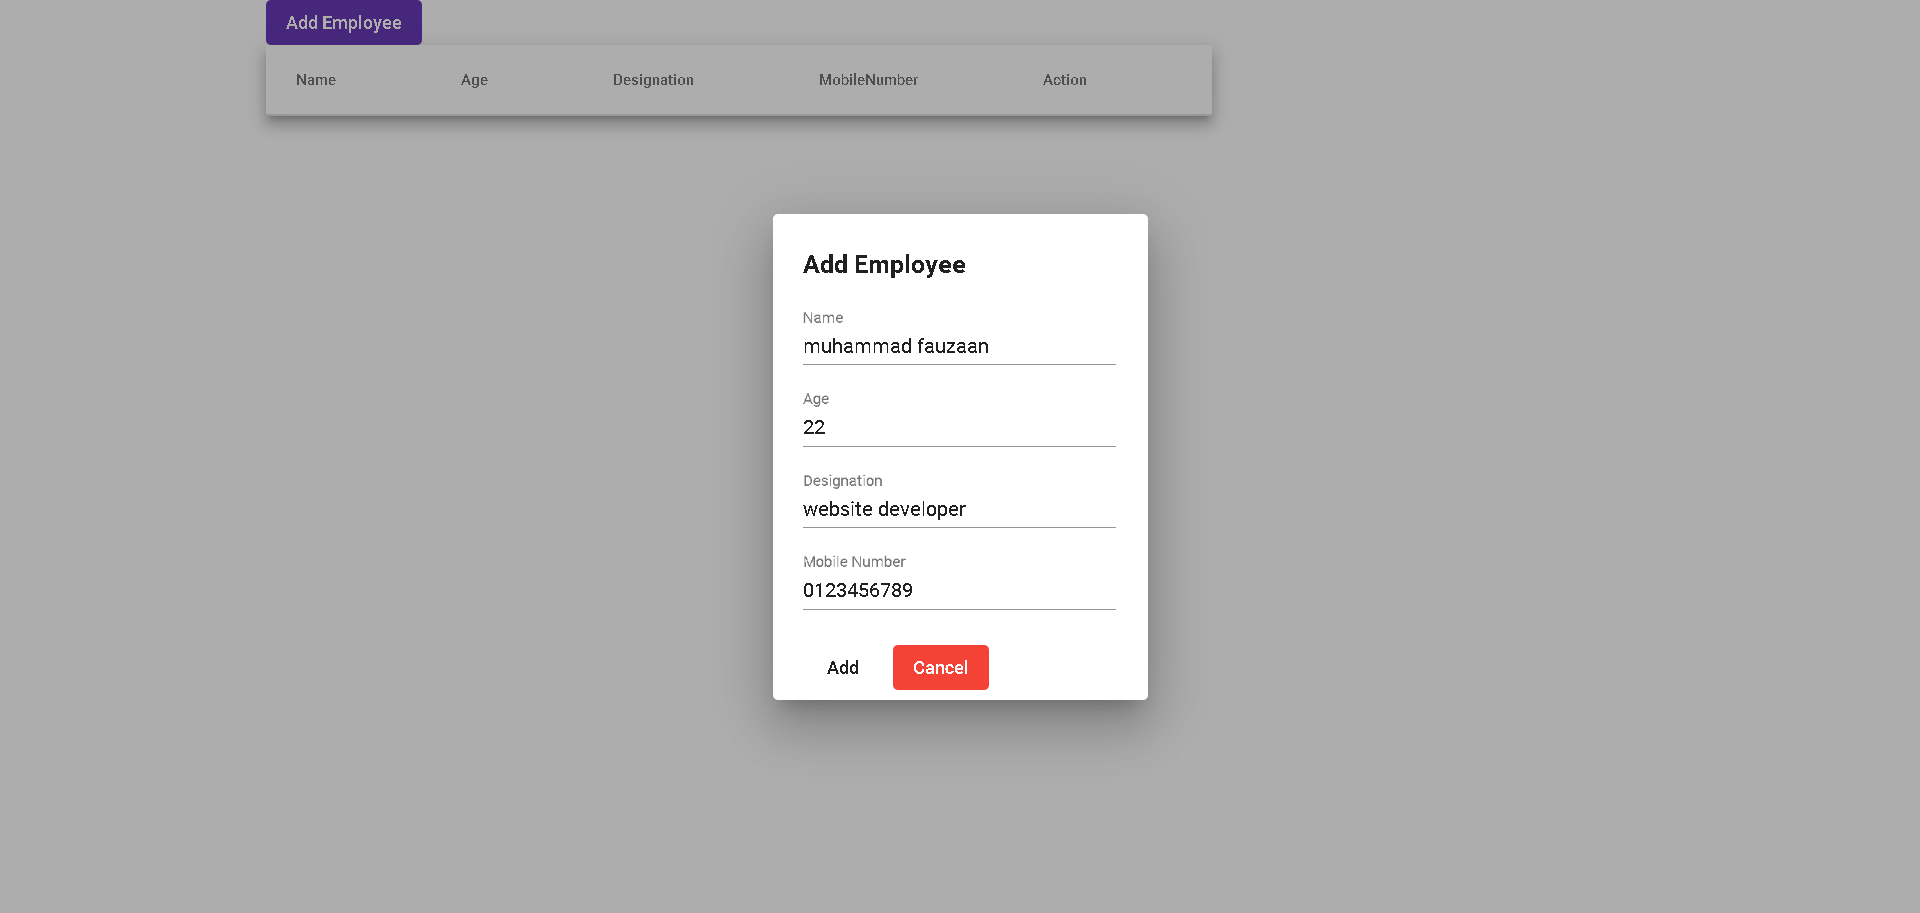 Add Employee
Name Age Designation MobileNumber Action
Add Employee
Name
muhammad fauzaan
Age
22
Designation
website developer
Mobile Number
0123456789
Add Cancel